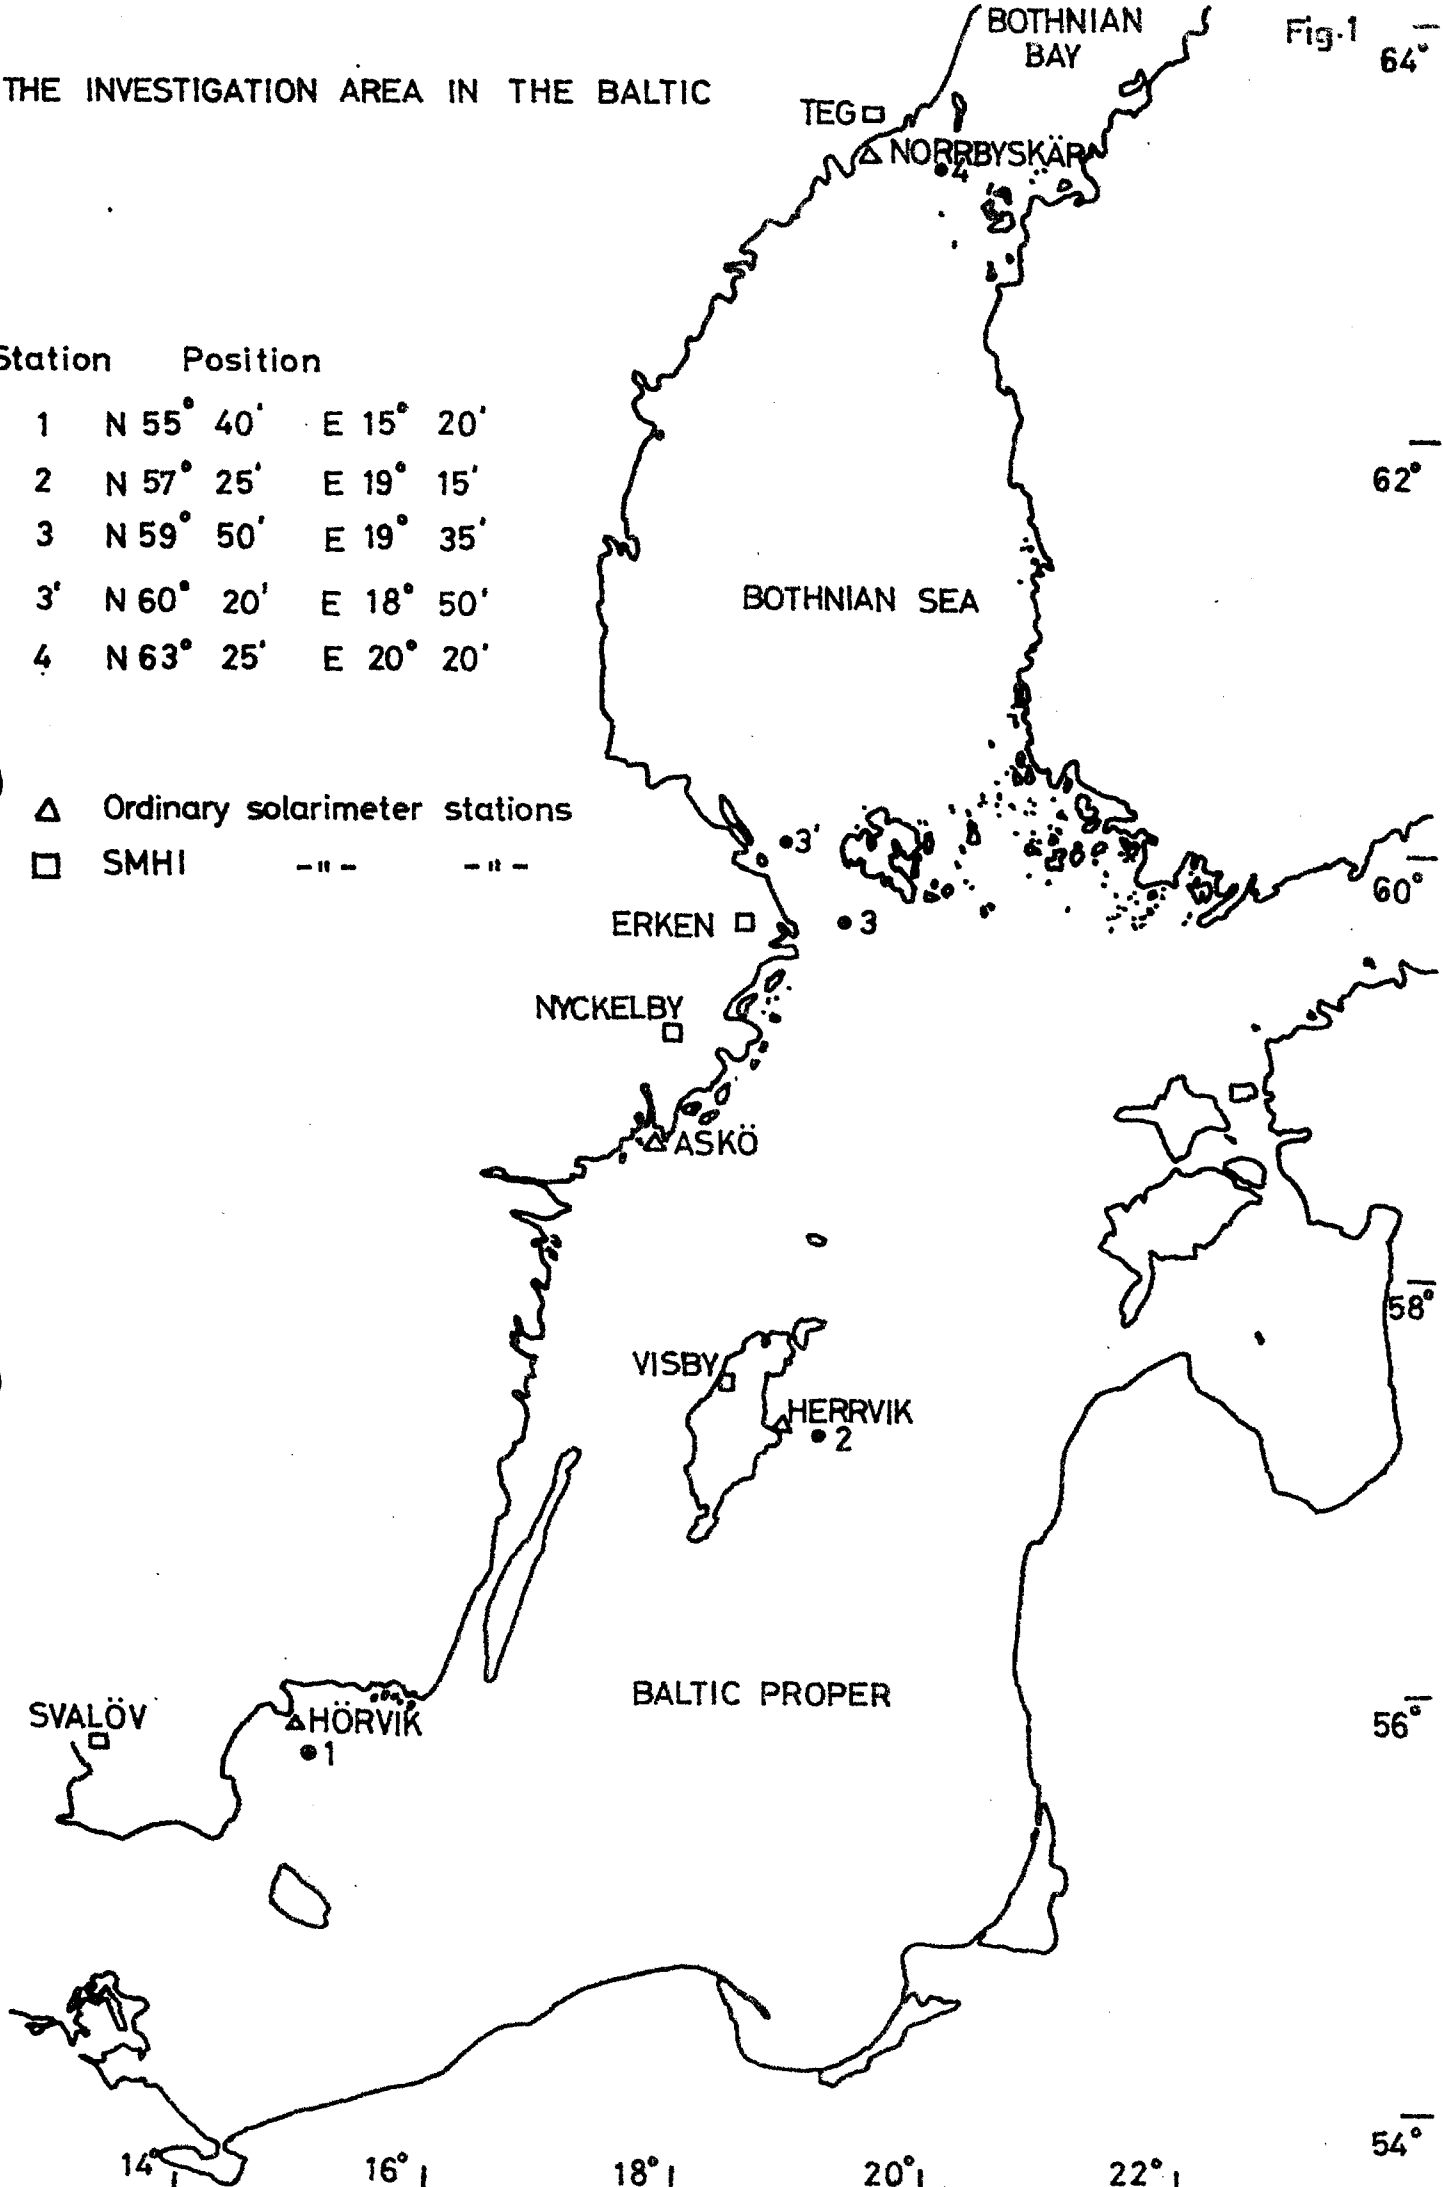 Fig.1
THE INVESTIGATION AREA IN THE BALTIC
BOTHNIAN
BAY
64°
TEG
NORRBYSKÄR
4
Station Position
1 N 55° 40' E 15° 20'
2 N 57° 25' E 19° 15'
3 N 59° 50' E 19° 35'
3' N 60° 20' E 18° 50'
4 N 63° 25' E 20° 20'
62°
BOTHNIAN SEA
Δ Ordinary solarimeter stations
□ SMHI -"- -"-
3'
60°
ERKEN
3
NYCKELBY
ASKÖ
58°
VISBY
HERRVIK
2
BALTIC PROPER
56°
SVALÖV
HÖRVIK
1
54°
14° 16° 18° 20° 22°